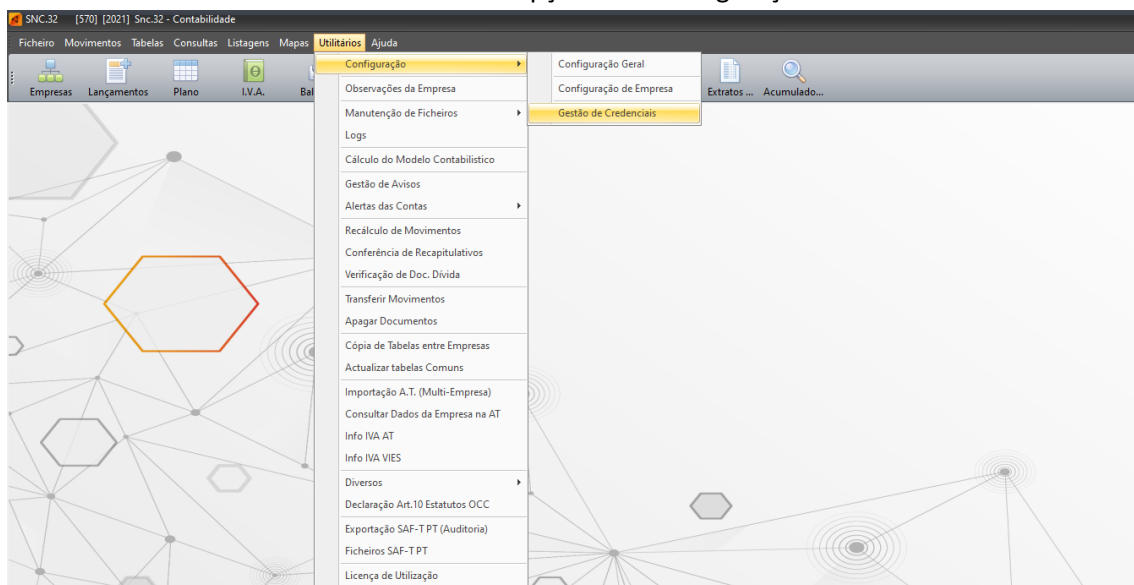 SNC.32 [570] [2021] Snc.32 - Contabilidade
Ficheiro Movimentos Tabelas Consultas Listagens Mapas Utilitários Ajuda
Empresas Lançamentos Plano I.V.A. Bal Extratos ... Acumulado...
Configuração
Observações da Empresa
Manutenção de Ficheiros
Logs
Cálculo do Modelo Contabilistico
Gestão de Avisos
Alertas das Contas
Recálculo de Movimentos
Conferência de Recapitulativos
Verificação de Doc. Dívida
Transferir Movimentos
Apagar Documentos
Cópia de Tabelas entre Empresas
Actualizar tabelas Comuns
Importação A.T. (Multi-Empresa)
Consultar Dados da Empresa na AT
Info IVA AT
Info IVA VIES
Diversos
Declaração Art.10 Estatutos OCC
Exportação SAF-T PT (Auditoria)
Ficheiros SAF-T PT
Licença de Utilização
Configuração Geral
Configuração de Empresa
Gestão de Credenciais